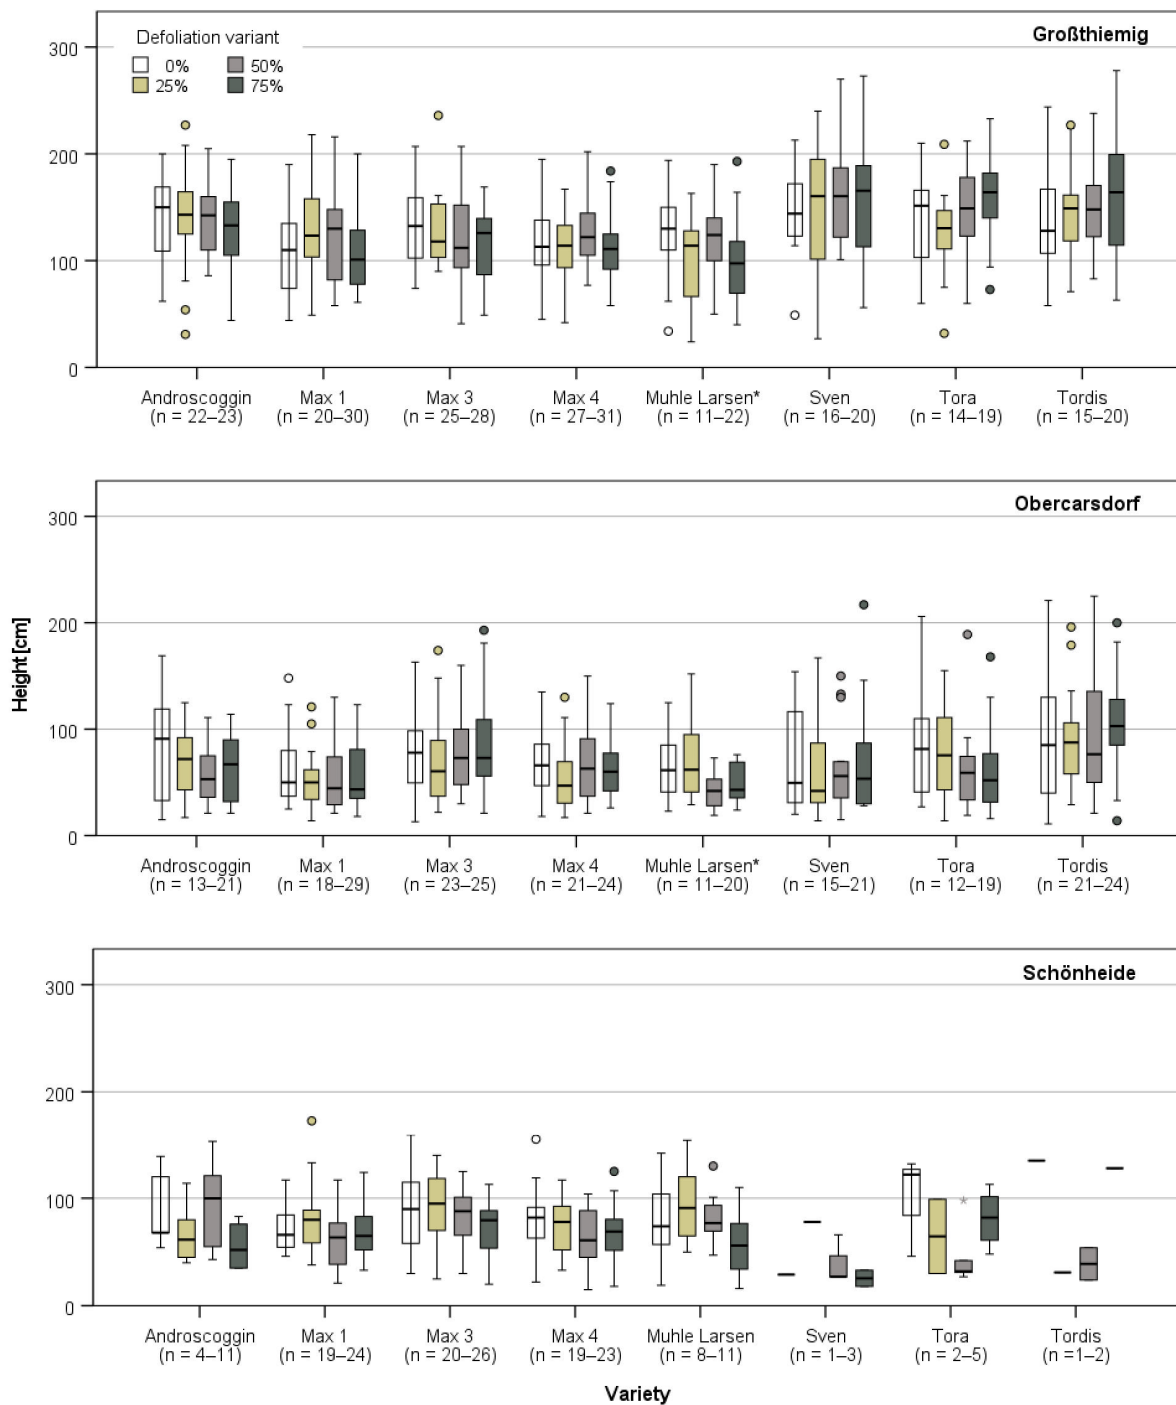 Großthiemig
Defoliation variant
0% 50%
25% 75%
300
200
100
0
Androscoggin Max 1 Max 3 Max 4 Muhle Larsen* Sven Tora Tordis
(n = 22–23) (n = 20–30) (n = 25–28) (n = 27–31) (n = 11–22) (n = 16–20) (n = 14–19) (n = 15–20)
Obercarsdorf
300
200
100
0
Height [cm]
Androscoggin Max 1 Max 3 Max 4 Muhle Larsen* Sven Tora Tordis
(n = 13–21) (n = 18–29) (n = 23–25) (n = 21–24) (n = 11–20) (n = 15–21) (n = 12–19) (n = 21–24)
Schönheide
300
200
100
0
Androscoggin Max 1 Max 3 Max 4 Muhle Larsen Sven Tora Tordis
(n = 4–11) (n = 19–24) (n = 20–26) (n = 19–23) (n = 8–11) (n = 1–3) (n = 2–5) (n =1–2)
Variety